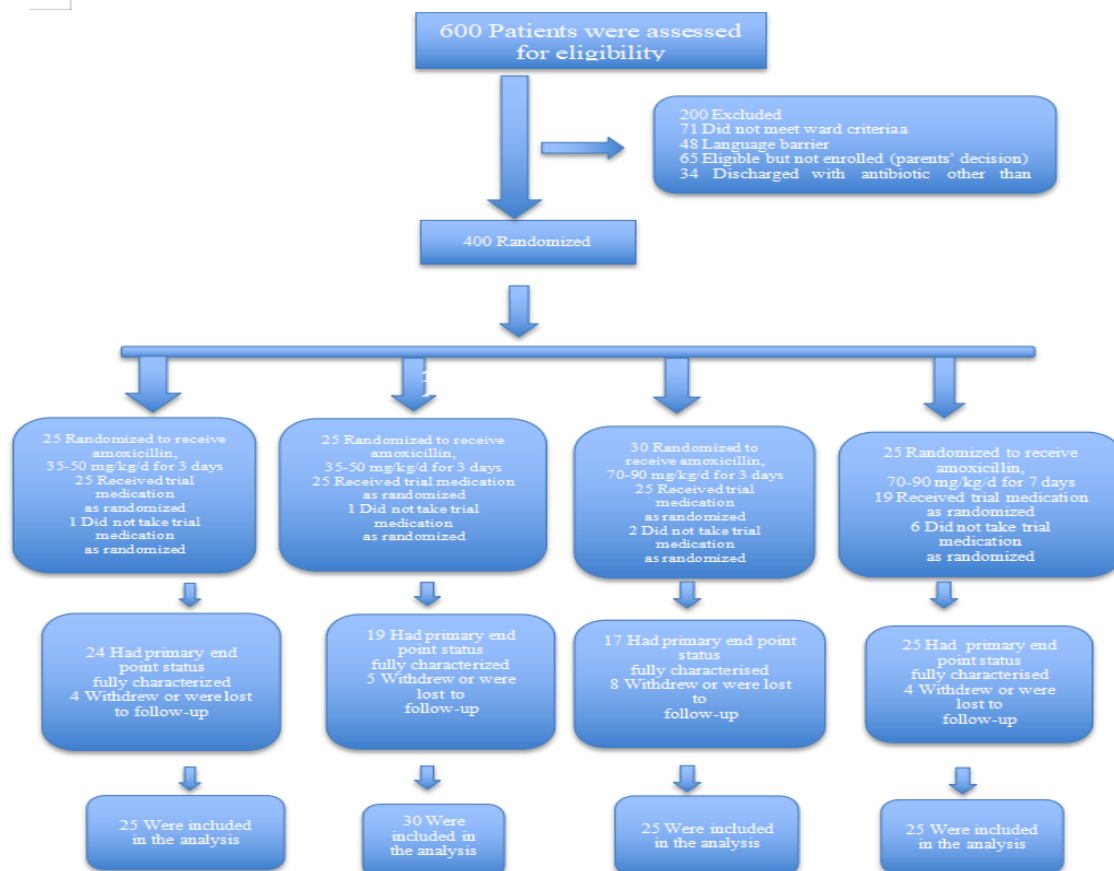 600 Patients were assessed
for eligibility
200 Excluded
71 Did not meet ward criteriaa
48 Language barrier
65 Eligible but not enrolled (parents' decision)
34 Discharged with antibiotic other than
400 Randomized
25 Randomized to receive
amoxicillin,
35-50 mg/kg/d for 3 days
25 Received trial
medication
as randomized
1 Did not take trial
medication
as randomized
25 Randomized to receive
amoxicillin,
35-50 mg/kg/d for 3 days
25 Received trial medication
as randomized
1 Did not take trial
medication
as randomized
30 Randomized to
receive amoxicillin,
70-90 mg/kg/d for 3 days
25 Received trial
medication
as randomized
2 Did not take trial
medication
as randomized
25 Randomized to receive
amoxicillin,
70-90 mg/kg/d for 7 days
19 Received trial medication
as randomized
6 Did not take trial
medication
as randomized
24 Had primary end
point status
fully characterized
4 Withdrew or were lost
to follow-up
19 Had primary end
point status
fully characterized
5 Withdrew or were
lost to
follow-up
17 Had primary end point
status
fully characterised
8 Withdrew or were lost
to
follow-up
25 Had primary end
point status
fully characterised
4 Withdrew or were
lost to
follow-up
25 Were included
in the analysis
30 Were
included in
the analysis
25 Were included
in the analysis
25 Were included
in the analysis